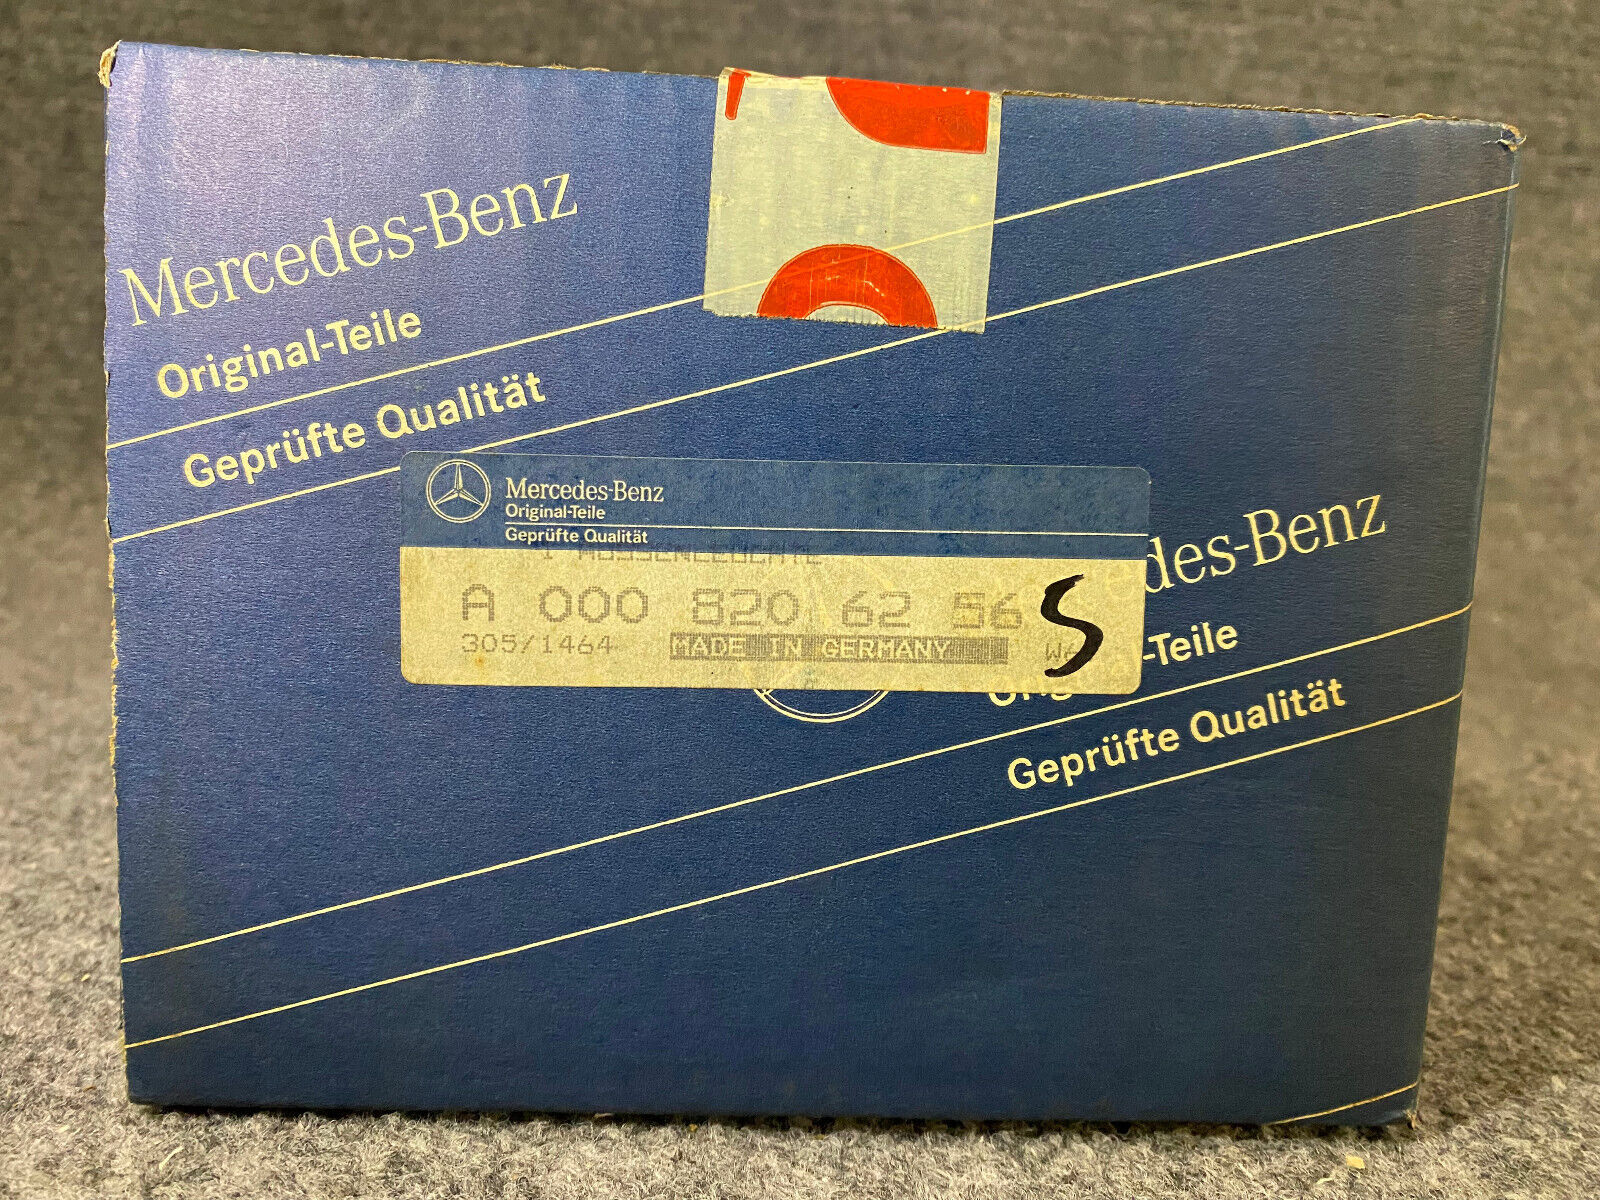 Mercedes-Benz
Original-Teile
Geprüfte Qualität
Mercedes-Benz
Original-Teile
Geprüfte Qualität
A 000 820 62 56 S
305/1464 MADE IN GERMANY
des-Benz
-Teile
Geprüfte Qualität